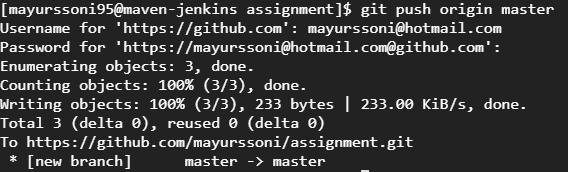 [mayurssoni95@maven-jenkins assignment]$ git push origin master
Username for 'https://github.com': mayurssoni@hotmail.com
Password for 'https://mayurssoni@hotmail.com@github.com':
Enumerating objects: 3, done.
Counting objects: 100% (3/3), done.
Writing objects: 100% (3/3), 233 bytes | 233.00 KiB/s, done.
Total 3 (delta 0), reused 0 (delta 0)
To https://github.com/mayurssoni/assignment.git
 * [new branch]      master -> master